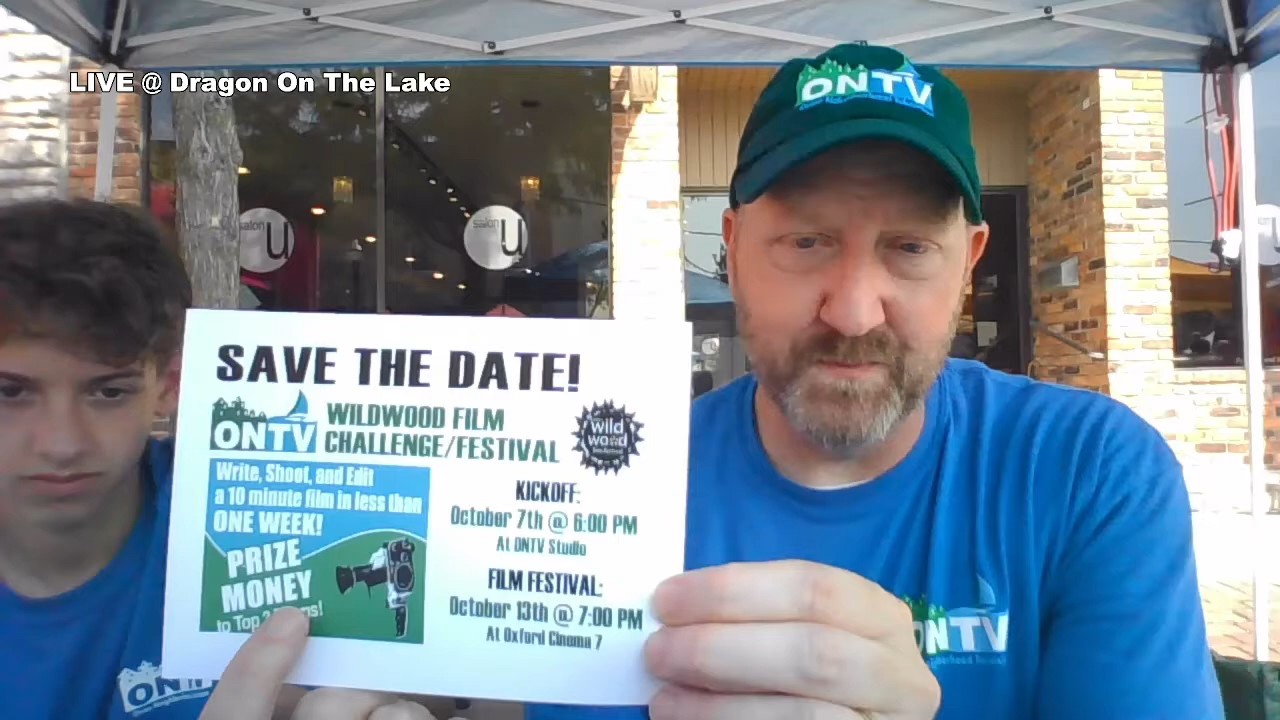 LIVE @ Dragon On The Lake
ONTV
salon U
salon U
SAVE THE DATE!
ONTV
WILDWOOD FILM
CHALLENGE/FESTIVAL
wild
wood
Write, Shoot, and Edit
a 10 minute film in less than
ONE WEEK!
PRIZE
MONEY
to Top
KICKOFF:
October 7th @ 6:00 PM
At ONTV Studio
FILM FESTIVAL:
October 13th @ 7:00 PM
At Oxford Cinema 7
ONTV